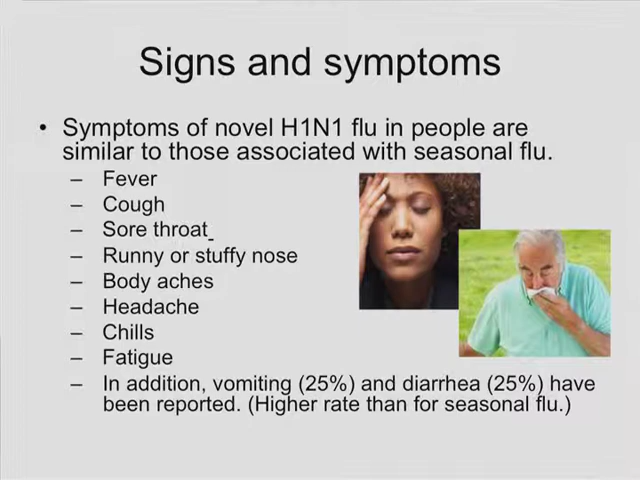 Signs and symptoms
• Symptoms of novel H1N1 flu in people are
similar to those associated with seasonal flu.
– Fever
– Cough
– Sore throat
– Runny or stuffy nose
– Body aches
– Headache
– Chills
– Fatigue
– In addition, vomiting (25%) and diarrhea (25%) have
been reported. (Higher rate than for seasonal flu.)